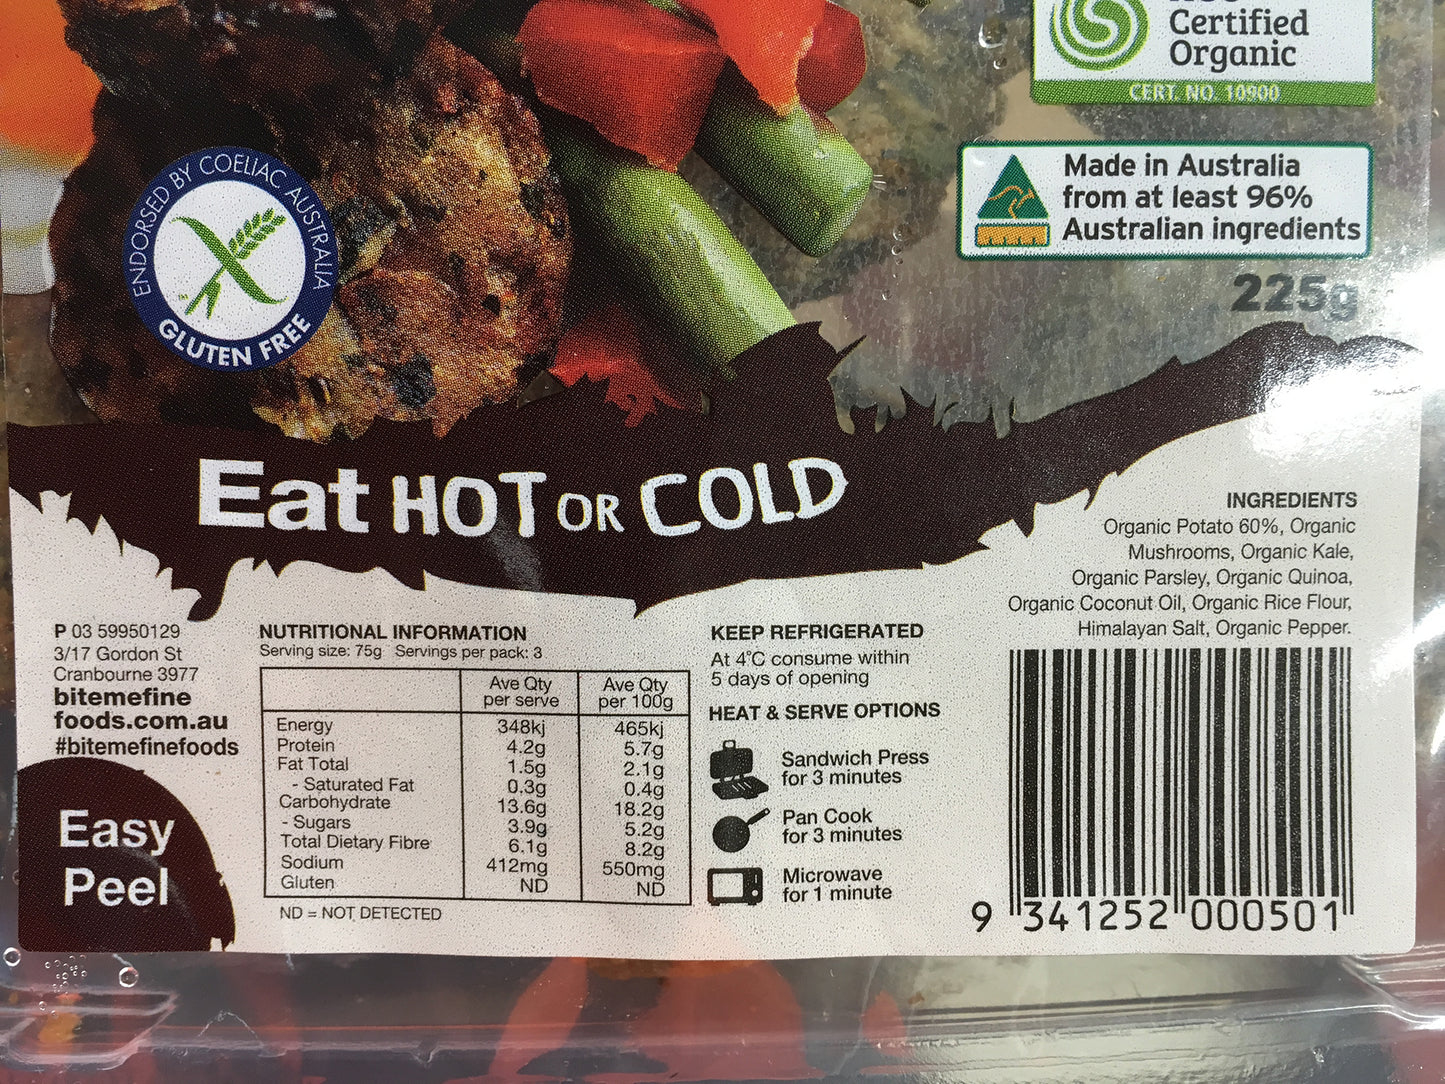 Certified
Organic
CERT. NO. 10900
Made in Australia
from at least 96%
Australian ingredients
225g
ENDORSED BY COELIAC AUSTRALIA
GLUTEN FREE
Eat HOT OR COLD
INGREDIENTS
Organic Potato 60%, Organic
Mushrooms, Organic Kale,
Organic Parsley, Organic Quinoa,
Organic Coconut Oil, Organic Rice Flour,
Himalayan Salt, Organic Pepper.
P 03 59950129
3/17 Gordon St
Cranbourne 3977
bitemefine
foods.com.au
#bitemefinefoods
Easy
Peel
NUTRITIONAL INFORMATION
Serving size: 75g Servings per pack: 3
Ave Qty per serve Ave Qty per 100g
Energy 348kj 465kj
Protein 4.2g 5.7g
Fat Total 1.5g 2.1g
- Saturated Fat 0.3g 0.4g
Carbohydrate 13.6g 18.2g
- Sugars 3.9g 5.2g
Total Dietary Fibre 6.1g 8.2g
Sodium 412mg 550mg
Gluten ND ND
ND = NOT DETECTED
KEEP REFRIGERATED
At 4°C consume within
5 days of opening
HEAT & SERVE OPTIONS
Sandwich Press
for 3 minutes
Pan Cook
for 3 minutes
Microwave
for 1 minute
9 341252 000501